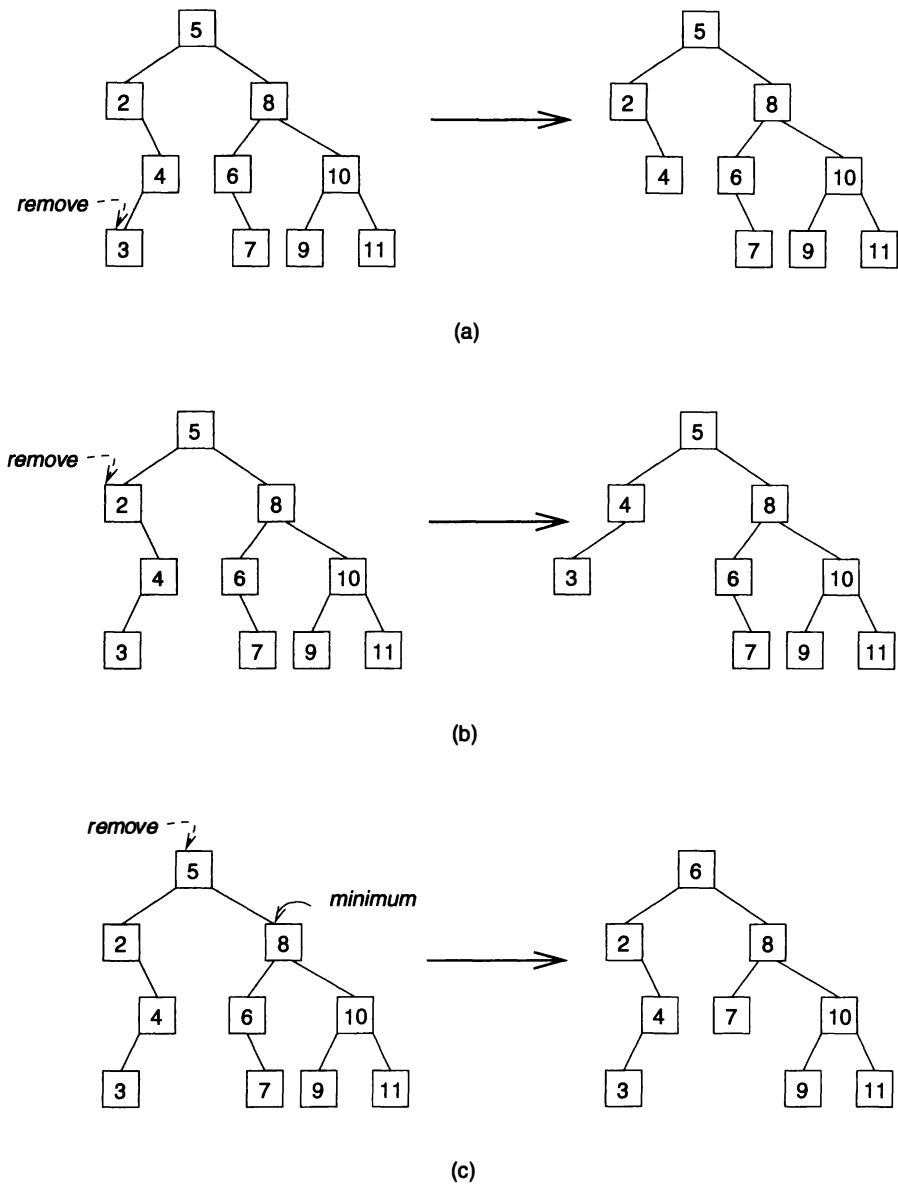 5 5
2 8 2 8
4 6 10 4 6 10
remove
3 7 9 11 7 9 11
(a)
5 5
remove
2 8 4 8
4 6 10 3 6 10
3 7 9 11 7 9 11
(b)
remove
5 6
minimum
2 8 2 8
4 6 10 4 7 10
3 7 9 11 3 9 11
(c)